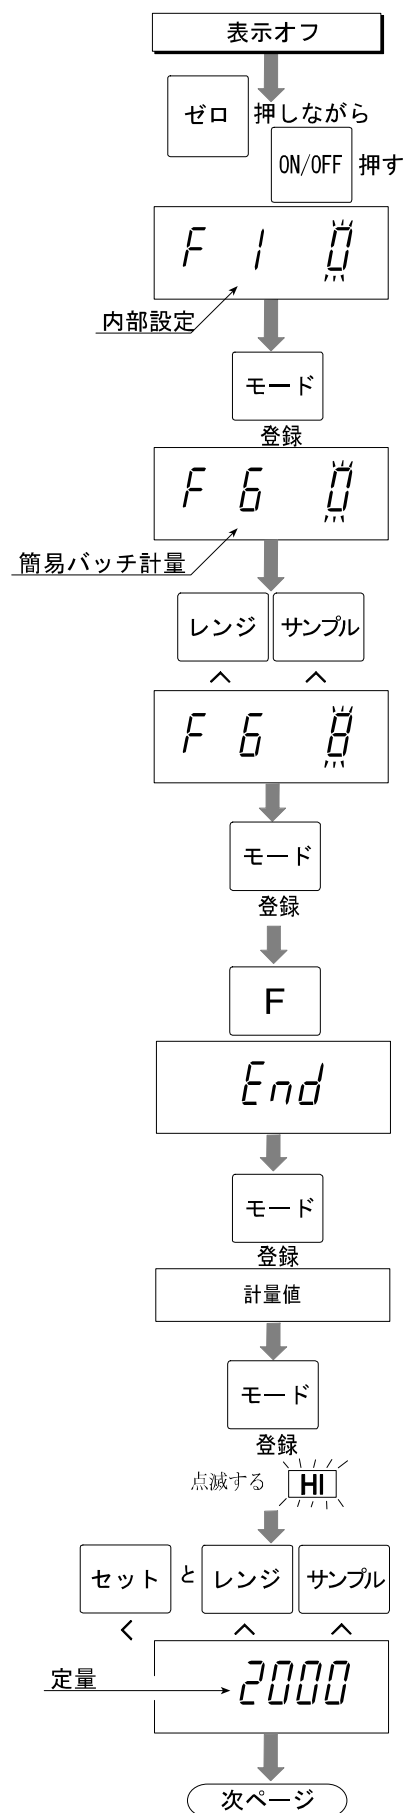 表示オフ
ゼロ 押しながら
ON/OFF 押す
F 1 0
内部設定
モード
登録
F 6 0
簡易バッチ計量
レンジ サンプル
^ ^
F 6 8
モード
登録
F
End
モード
登録
計量値
モード
登録
点滅する HI
セット と レンジ サンプル
< ^ ^
定量 2000
次ページ